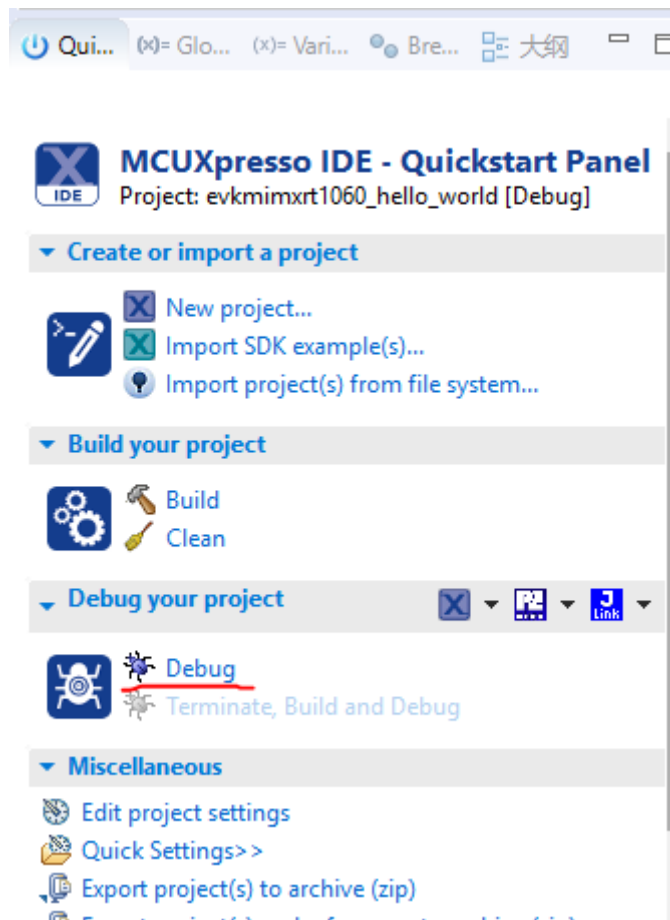 Qui... (x)= Glo... (x)= Vari... Bre... 大纲
MCUXpresso IDE - Quickstart Panel
IDE
Project: evkmimxrt1060_hello_world [Debug]
Create or import a project
New project...
Import SDK example(s)...
Import project(s) from file system...
Build your project
Build
Clean
Debug your project
J Link
Debug
Terminate, Build and Debug
Miscellaneous
Edit project settings
Quick Settings>>
Export project(s) to archive (zip)